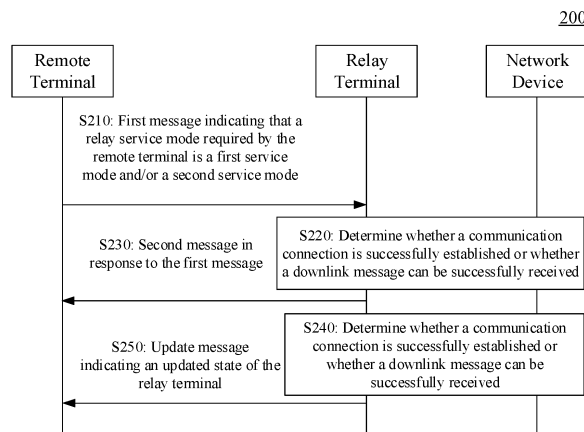 200
Remote
Terminal
Relay
Terminal
Network
Device
S210: First message indicating that a
relay service mode required by the
remote terminal is a first service
mode and/or a second service mode
S220: Determine whether a communication
connection is successfully established or whether
a downlink message can be successfully received
S230: Second message in
response to the first message
S240: Determine whether a communication
connection is successfully established or
whether a downlink message can be
successfully received
S250: Update message
indicating an updated state of the
relay terminal